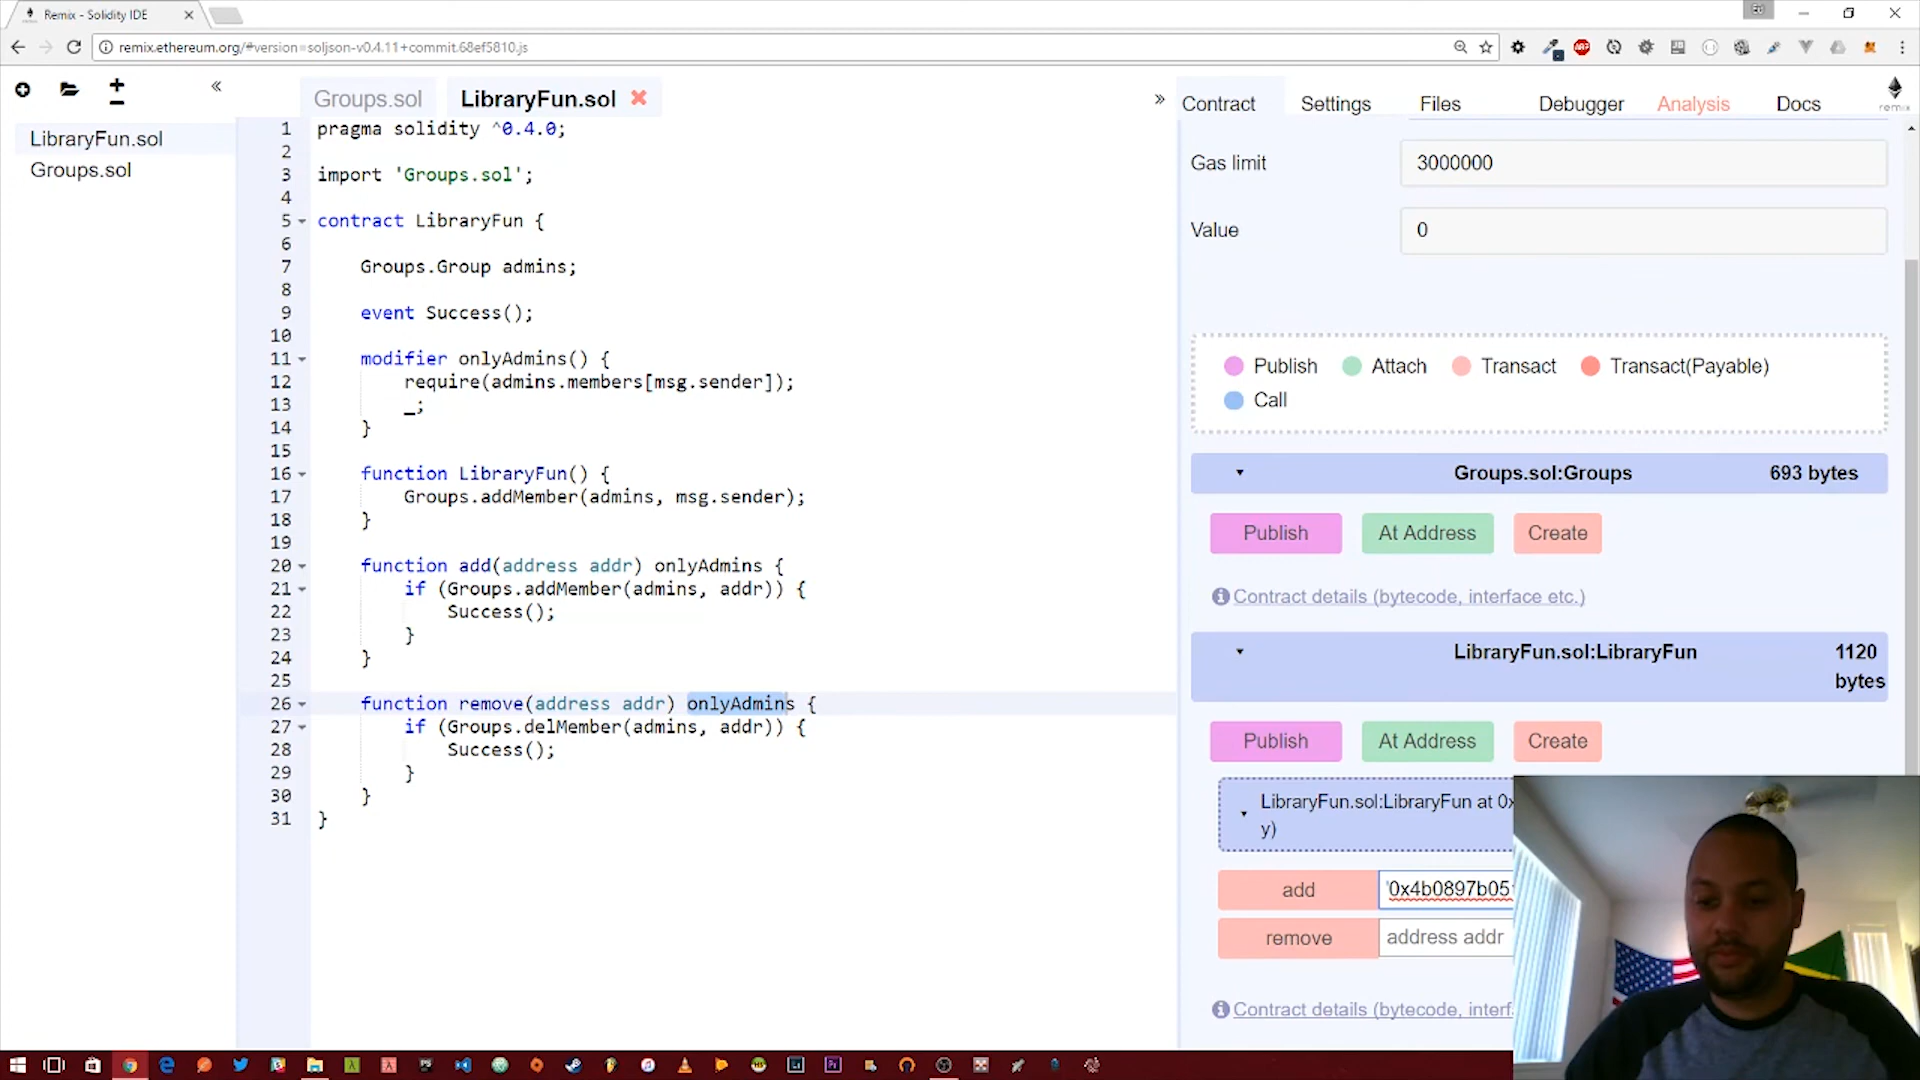 Remix - Solidity IDE
remix.ethereum.org/#version=soljson-v0.4.11+commit.68ef5810.js
LibraryFun.sol
Groups.sol
Groups.sol
LibraryFun.sol
1 pragma solidity ^0.4.0;
2
3 import 'Groups.sol';
4
5 contract LibraryFun {
6
7 Groups.Group admins;
8
9 event Success();
10
11 modifier onlyAdmins() {
12 require(admins.members[msg.sender]);
13 _;
14 }
15
16 function LibraryFun() {
17 Groups.addMember(admins, msg.sender);
18 }
19
20 function add(address addr) onlyAdmins {
21 if (Groups.addMember(admins, addr)) {
22 Success();
23 }
24 }
25
26 function remove(address addr) onlyAdmins {
27 if (Groups.delMember(admins, addr)) {
28 Success();
29 }
30 }
31 }
Contract Settings Files Debugger Analysis Docs
remix
Gas limit 3000000
Value 0
Publish Attach Transact Transact(Payable)
Call
Groups.sol:Groups 693 bytes
Publish At Address Create
Contract details (bytecode, interface etc.)
LibraryFun.sol:LibraryFun 1120
bytes
Publish At Address Create
LibraryFun.sol:LibraryFun at 0x
y)
add '0x4b0897b05
remove address addr
Contract details (bytecode, interf